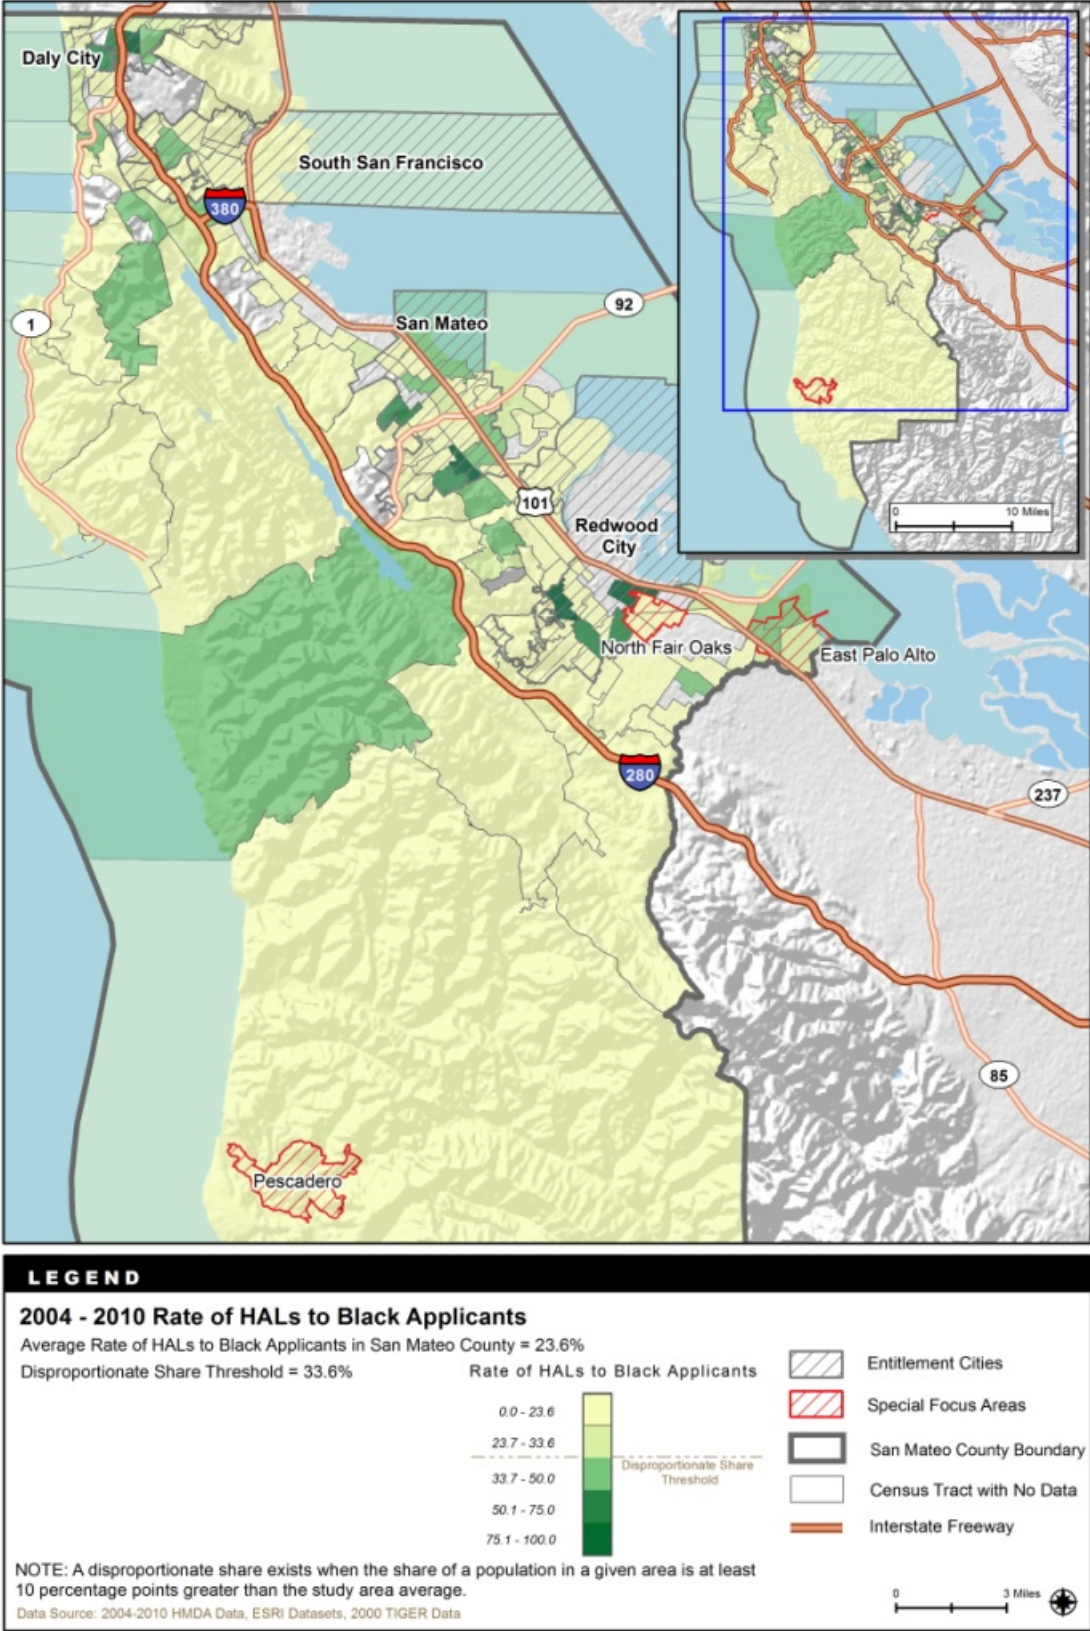 Daly City
South San Francisco
380
1
San Mateo
92
101
Redwood
City
0 10 Miles
North Fair Oaks
East Palo Alto
280
237
85
Pescadero
LEGEND
2004 - 2010 Rate of HALs to Black Applicants
Average Rate of HALs to Black Applicants in San Mateo County = 23.6%
Disproportionate Share Threshold = 33.6%
Rate of HALs to Black Applicants
0.0 - 23.6
23.7 - 33.6
Disproportionate Share
Threshold
33.7 - 50.0
50.1 - 75.0
75.1 - 100.0
Entitlement Cities
Special Focus Areas
San Mateo County Boundary
Census Tract with No Data
Interstate Freeway
NOTE: A disproportionate share exists when the share of a population in a given area is at least
10 percentage points greater than the study area average.
Data Source: 2004-2010 HMDA Data, ESRI Datasets, 2000 TIGER Data
0 3 Miles